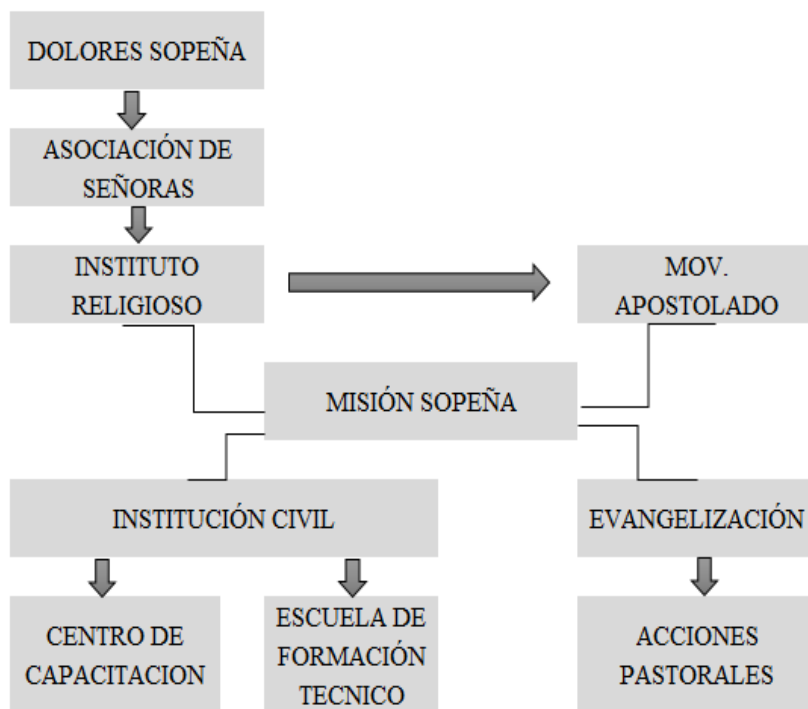 DOLORES SOPEÑA
ASOCIACIÓN DE
SEÑORAS
INSTITUTO
RELIGIOSO
MOV.
APOSTOLADO
MISIÓN SOPEÑA
INSTITUCIÓN CIVIL
EVANGELIZACIÓN
CENTRO DE
CAPACITACION
ESCUELA DE
FORMACIÓN
TECNICO
ACCIONES
PASTORALES